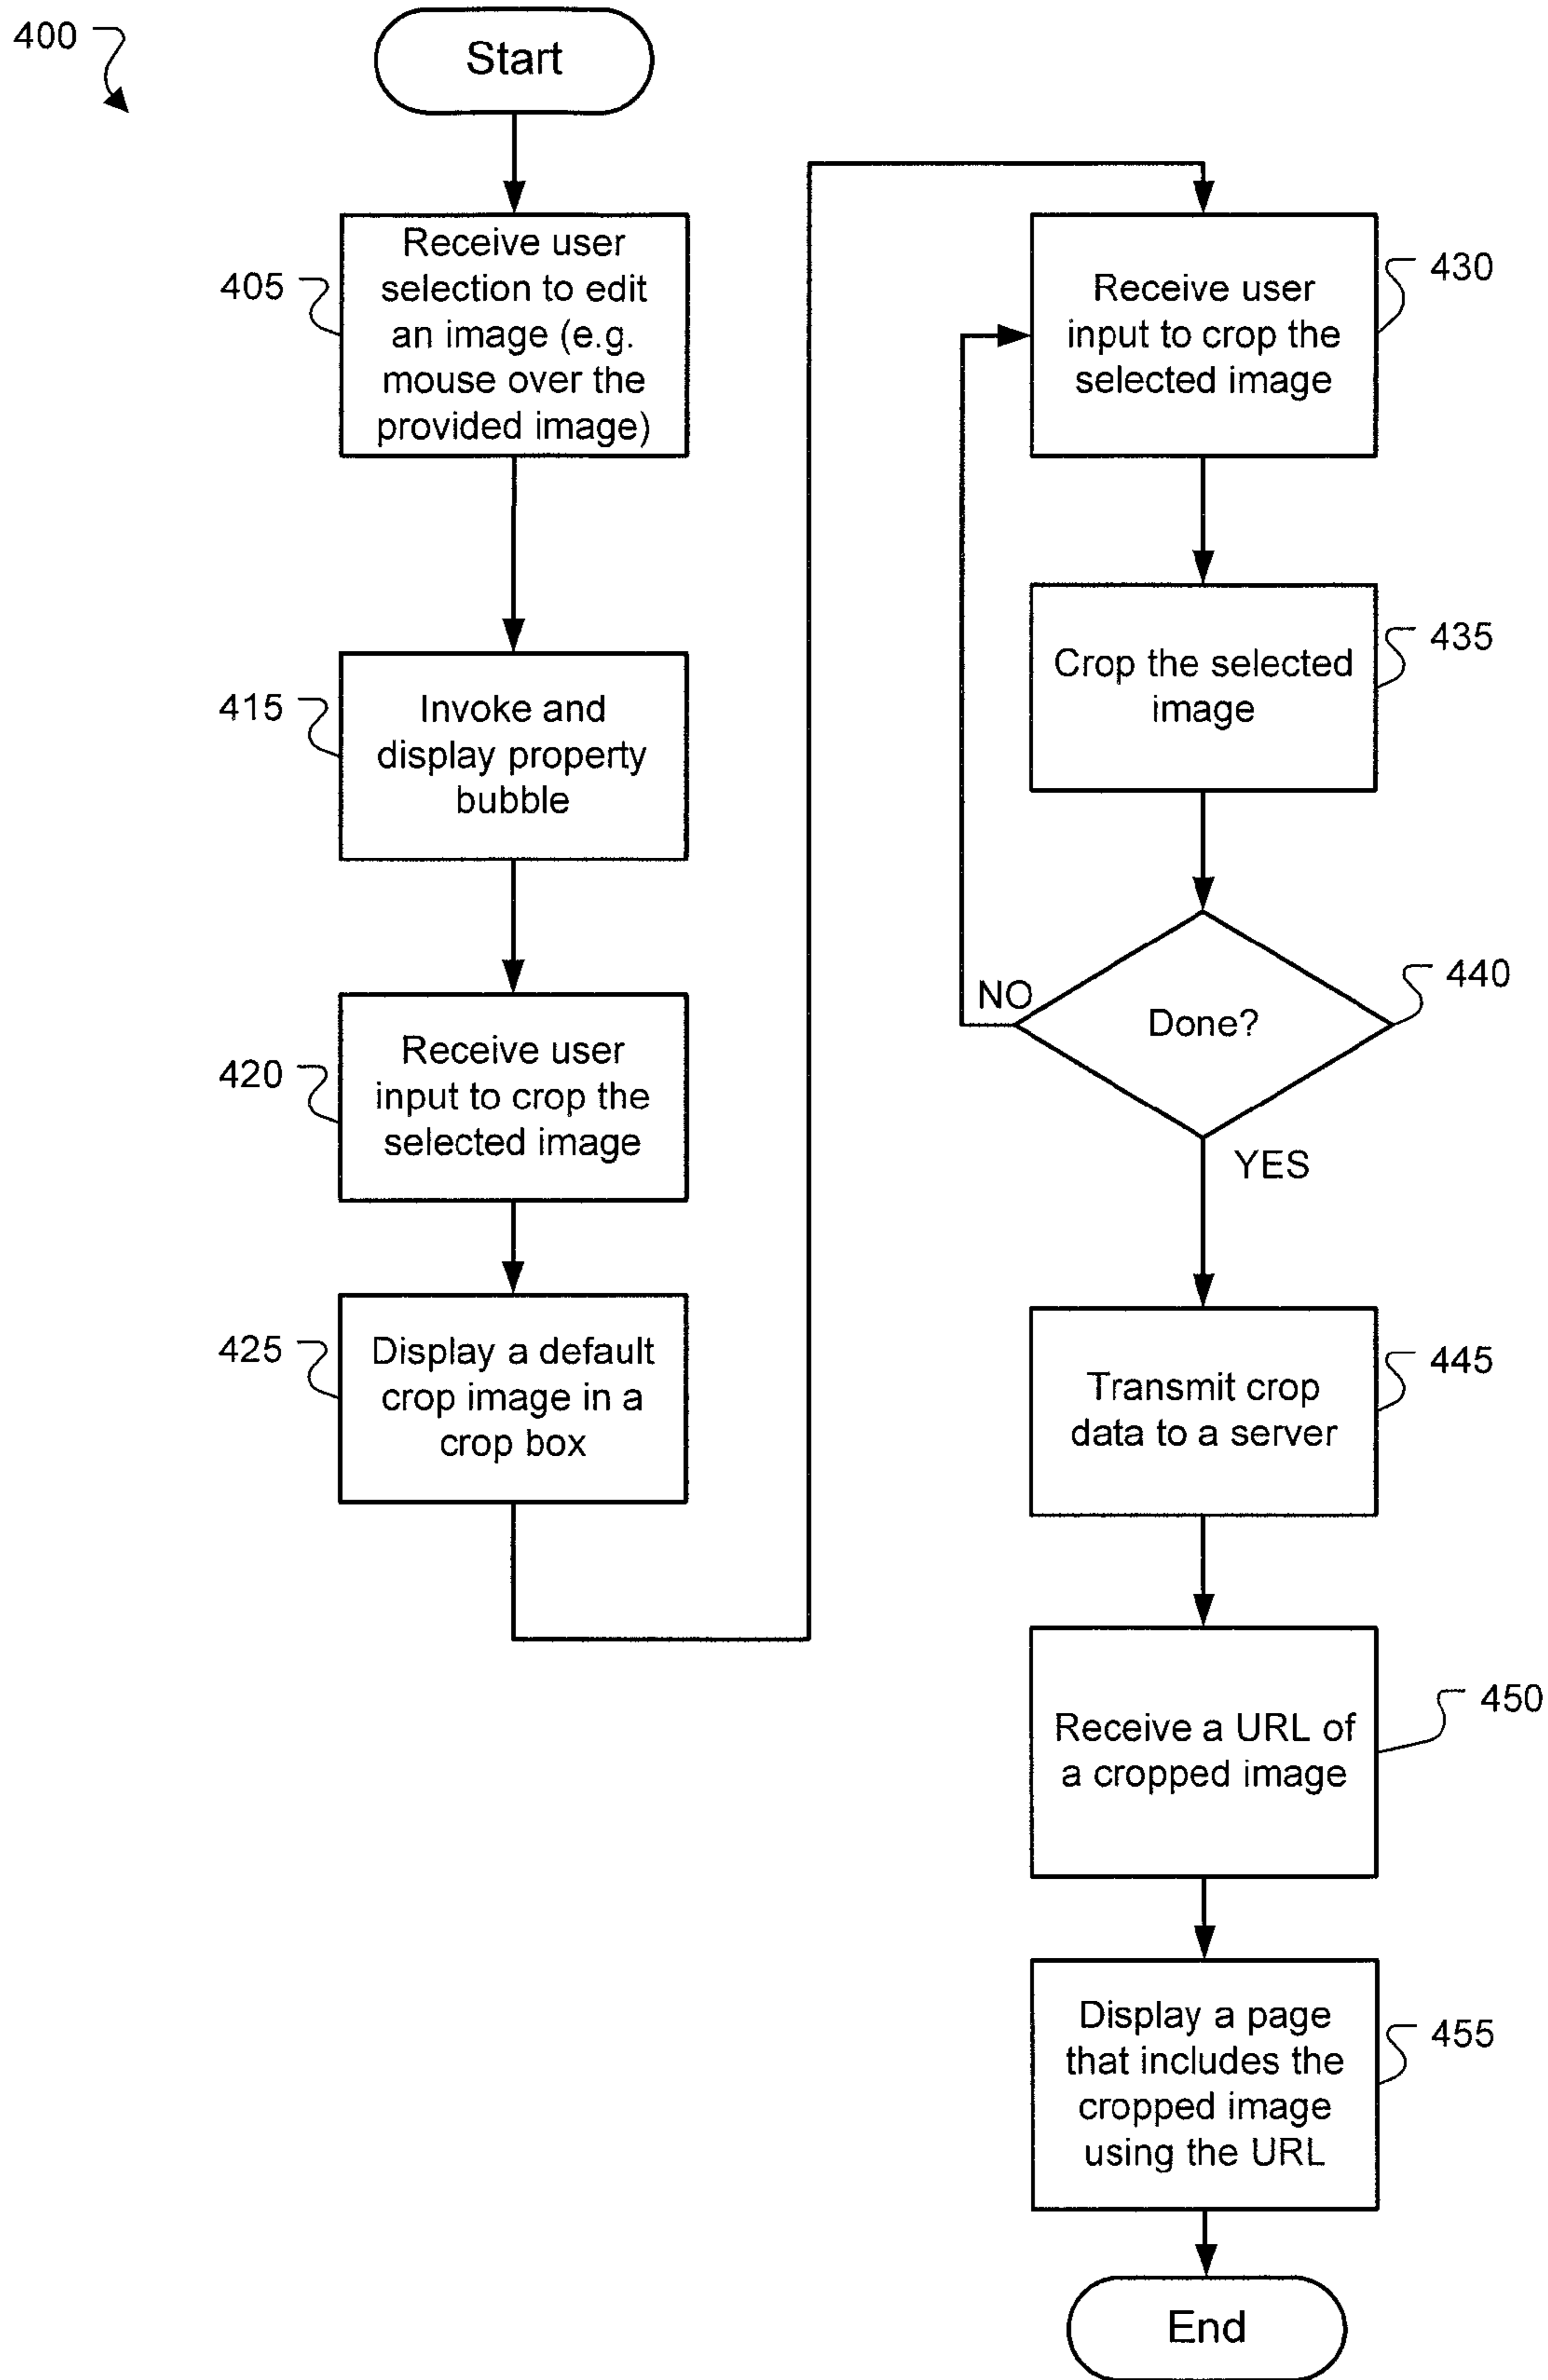 400
Start
405
Receive user
selection to edit
an image (e.g.
mouse over the
provided image)
415
Invoke and
display property
bubble
420
Receive user
input to crop the
selected image
425
Display a default
crop image in a
crop box
430
Receive user
input to crop the
selected image
435
Crop the selected
image
440
Done?
NO
YES
445
Transmit crop
data to a server
450
Receive a URL of
a cropped image
455
Display a page
that includes the
cropped image
using the URL
End